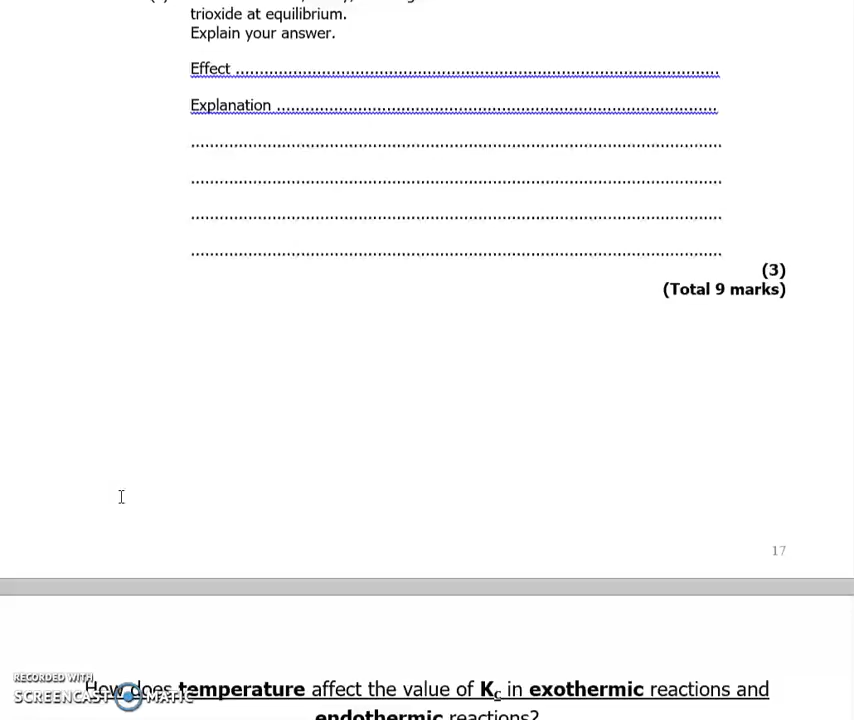 trioxide at equilibrium.
Explain your answer.
Effect ........................................................................................................
Explanation ...............................................................................................
...................................................................................................................
...................................................................................................................
...................................................................................................................
...................................................................................................................
(3)
(Total 9 marks)
17
How does temperature affect the value of Kc in exothermic reactions and
endothermic reactions?
RECORDED WITH
SCREENCAST MATIC